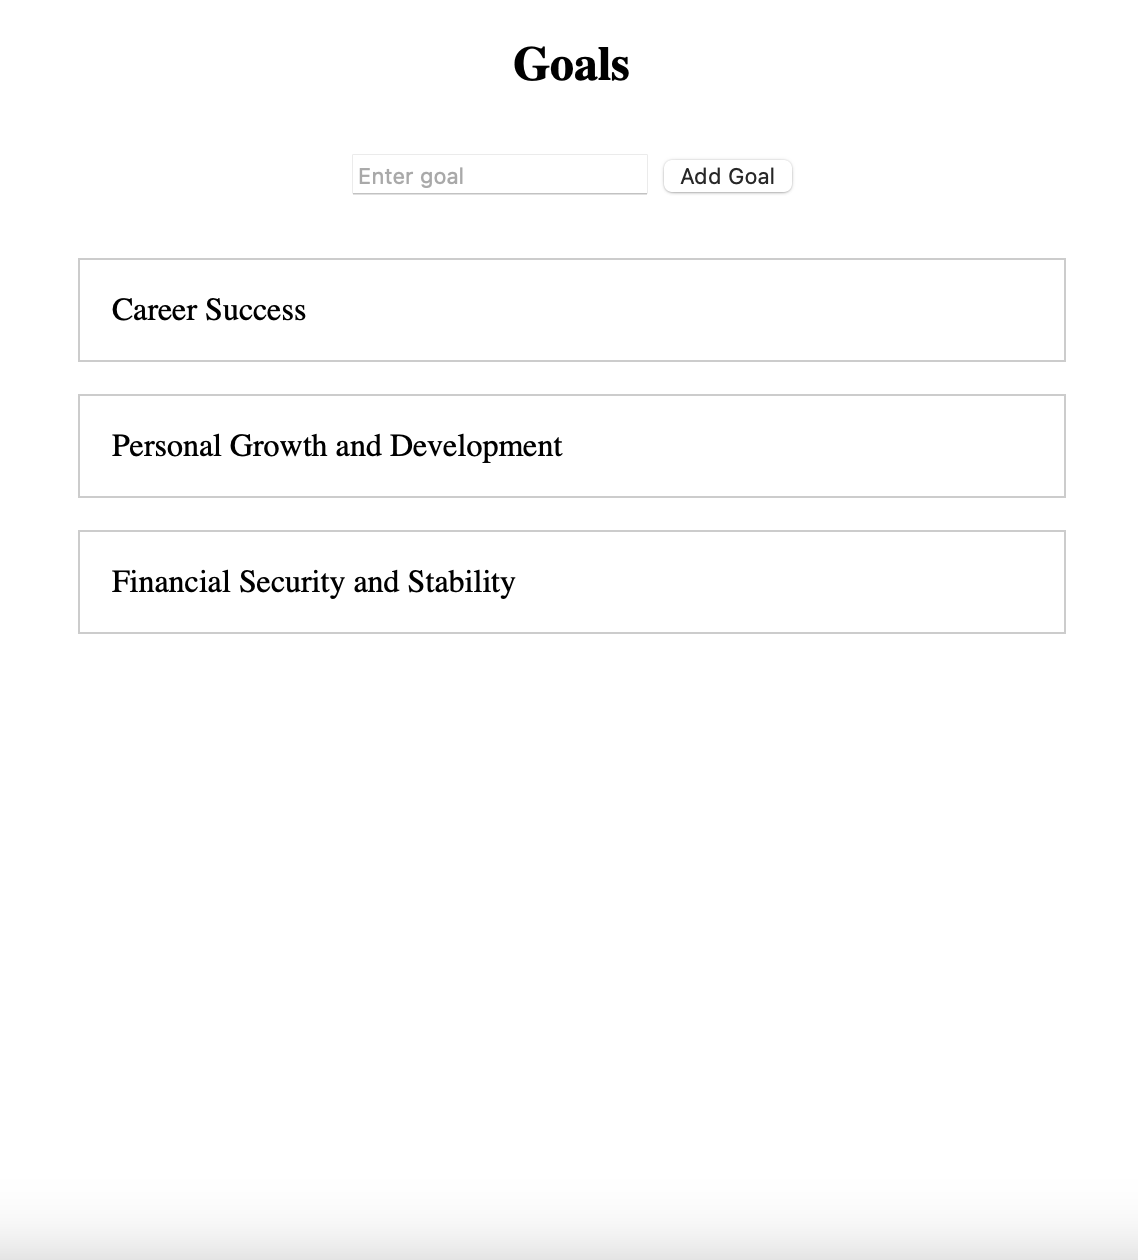 Goals
Enter goal
Add Goal
Career Success
Personal Growth and Development
Financial Security and Stability